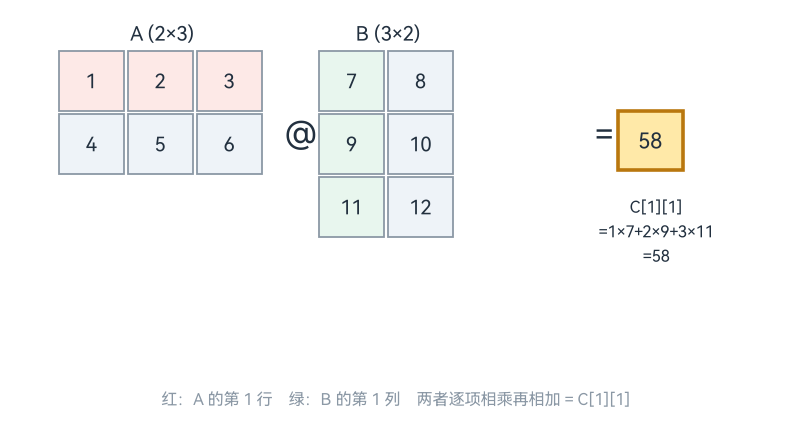 A (2×3)
B (3×2)
1 2 3
4 5 6
@
7 8
9 10
11 12
= 58
C[1][1]
=1×7+2×9+3×11
=58
红：A 的第 1 行 绿：B 的第 1 列 两者逐项相乘再相加 = C[1][1]